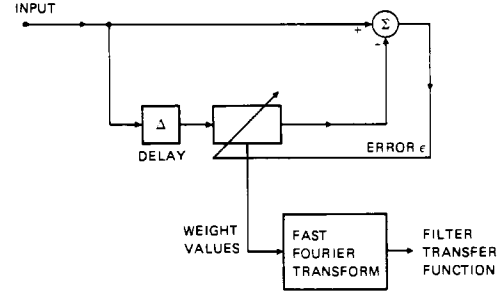 INPUT
+
Σ
-
Δ
DELAY
ERROR ε
WEIGHT
VALUES
FAST
FOURIER
TRANSFORM
FILTER
TRANSFER
FUNCTION